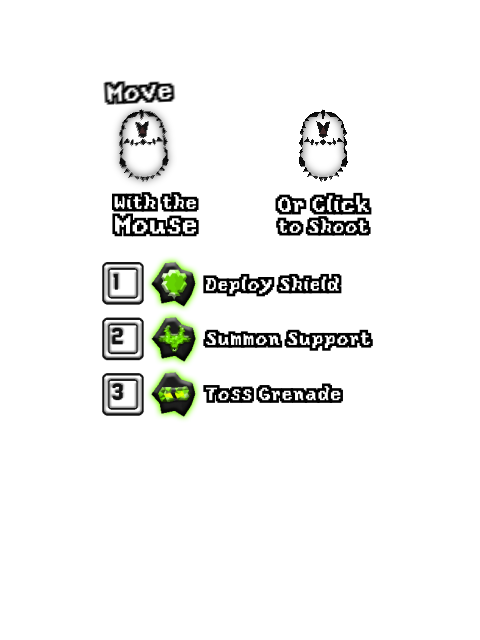 Move
With the
Mouse
Or Click
to Shoot
1 Deploy Shield
2 Summon Support
3 Toss Grenade